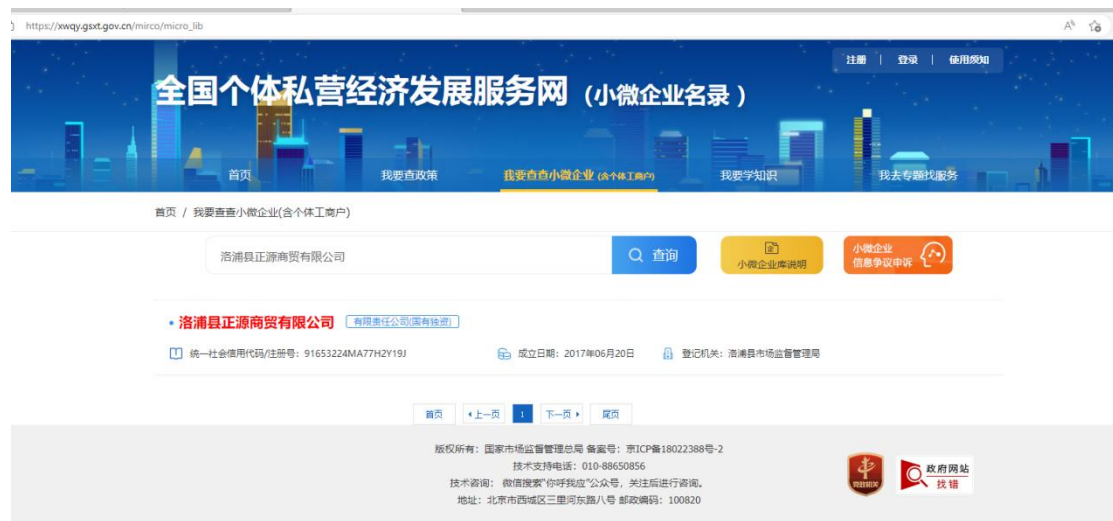 https://xwqy.gsxt.gov.cn/mirco/micro_lib
注册 | 登录 | 使用须知
全国个体私营经济发展服务网 (小微企业名录)
首页 我要查政策 我要查查小微企业 (含个体工商户) 我要学知识 我去专题找服务
首页 / 我要查查小微企业(含个体工商户)
洛浦县正源商贸有限公司 查询 小微企业库说明 小微企业
信息争议申诉
洛浦县正源商贸有限公司 有限责任公司(国有独资)
统一社会信用代码/注册号: 91653224MA77H2Y19J 成立日期: 2017年06月20日 登记机关: 洛浦县市场监督管理局
首页 上一页 1 下一页 尾页
版权所有: 国家市场监督管理总局 备案号: 京ICP备18022388号-2
技术支持电话: 010-88650856
技术咨询: 微信搜索"你呼我应"公众号, 关注后进行咨询。
地址: 北京市西城区三里河东路八号 邮政编码: 100820
党政机关
政府网站
找错